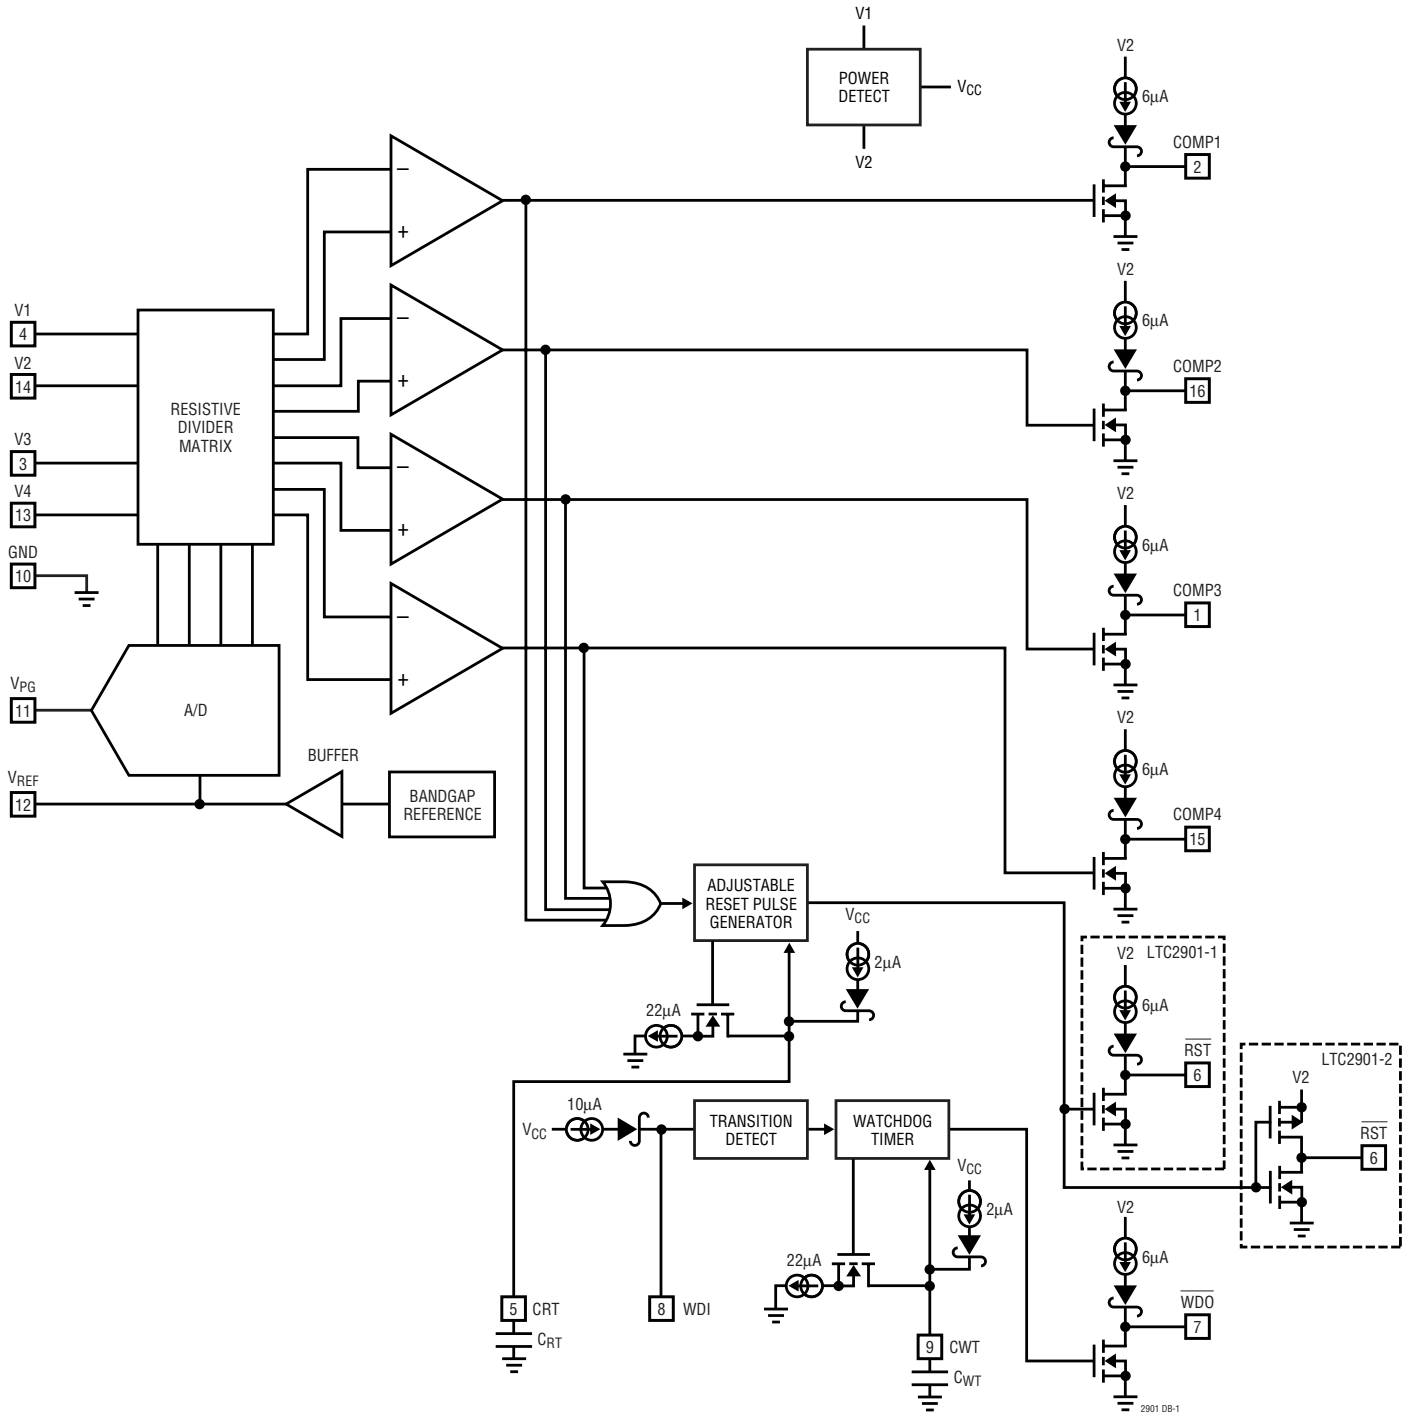 V1
POWER
DETECT
VCC
V2
V2
6µA
COMP1
2
V2
6µA
COMP2
16
V2
6µA
COMP3
1
V2
6µA
COMP4
15
−
+
−
+
−
+
−
+
V1
4
V2
14
V3
3
V4
13
GND
10
RESISTIVE
DIVIDER
MATRIX
VPG
11
A/D
VREF
12
BUFFER
BANDGAP
REFERENCE
ADJUSTABLE
RESET PULSE
GENERATOR
VCC
2µA
22µA
LTC2901-1
V2
6µA
RST
6
LTC2901-2
V2
RST
6
VCC
10µA
TRANSITION
DETECT
WATCHDOG
TIMER
VCC
2µA
22µA
V2
6µA
WDO
7
5
CRT
CRT
8
WDI
9
CWT
CWT
2901 DB-1